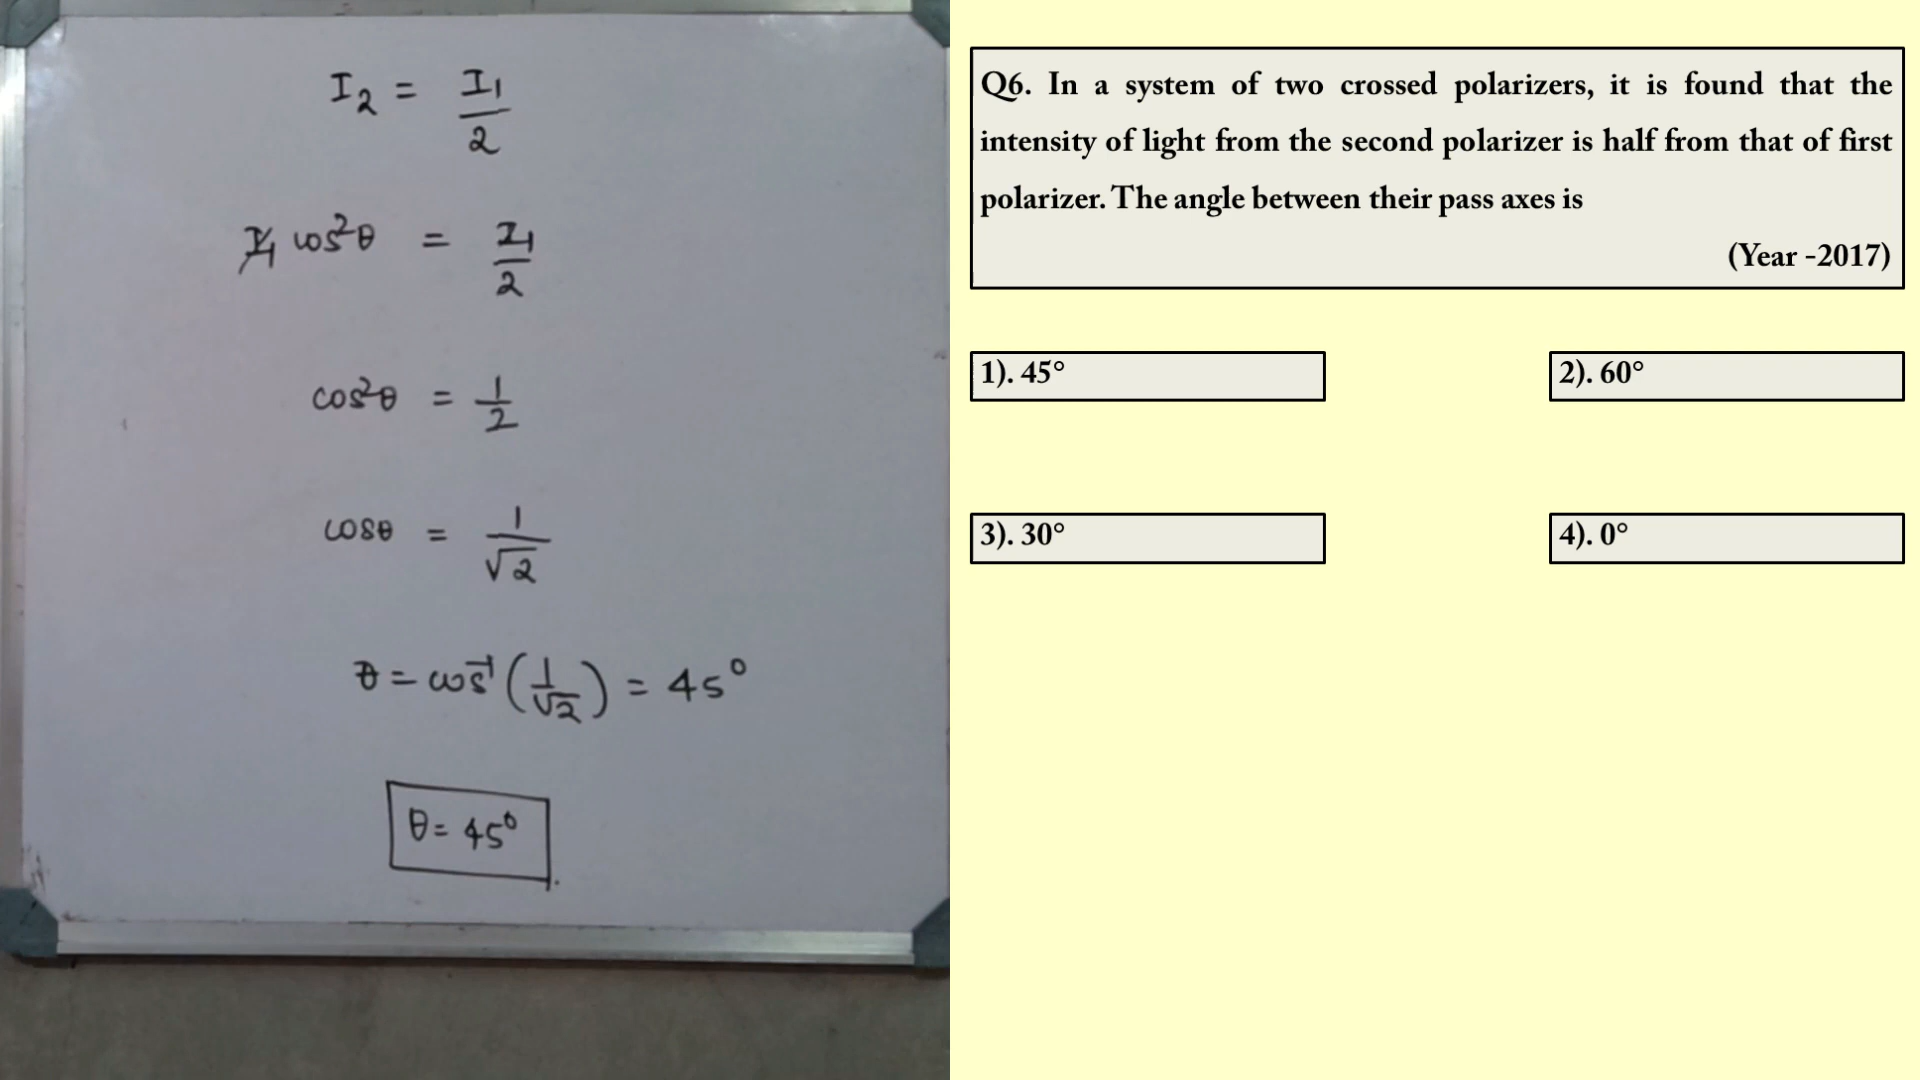 I₂ = I₁/2
I₁ cos²θ = I₁/2
cos²θ = 1/2
cosθ = 1/√2
θ = cos⁻¹(1/√2) = 45°
θ = 45°
Q6. In a system of two crossed polarizers, it is found that the
intensity of light from the second polarizer is half from that of first
polarizer. The angle between their pass axes is
(Year -2017)
1). 45°
2). 60°
3). 30°
4). 0°